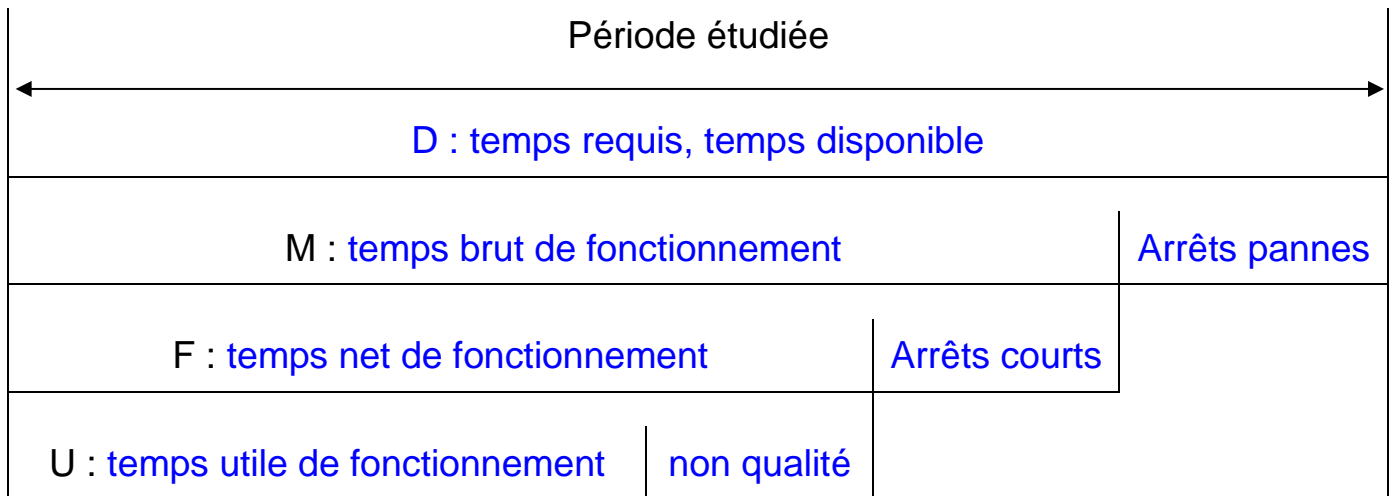 Période étudiée
D : temps requis, temps disponible
M : temps brut de fonctionnement Arrêts pannes
F : temps net de fonctionnement Arrêts courts
U : temps utile de fonctionnement non qualité